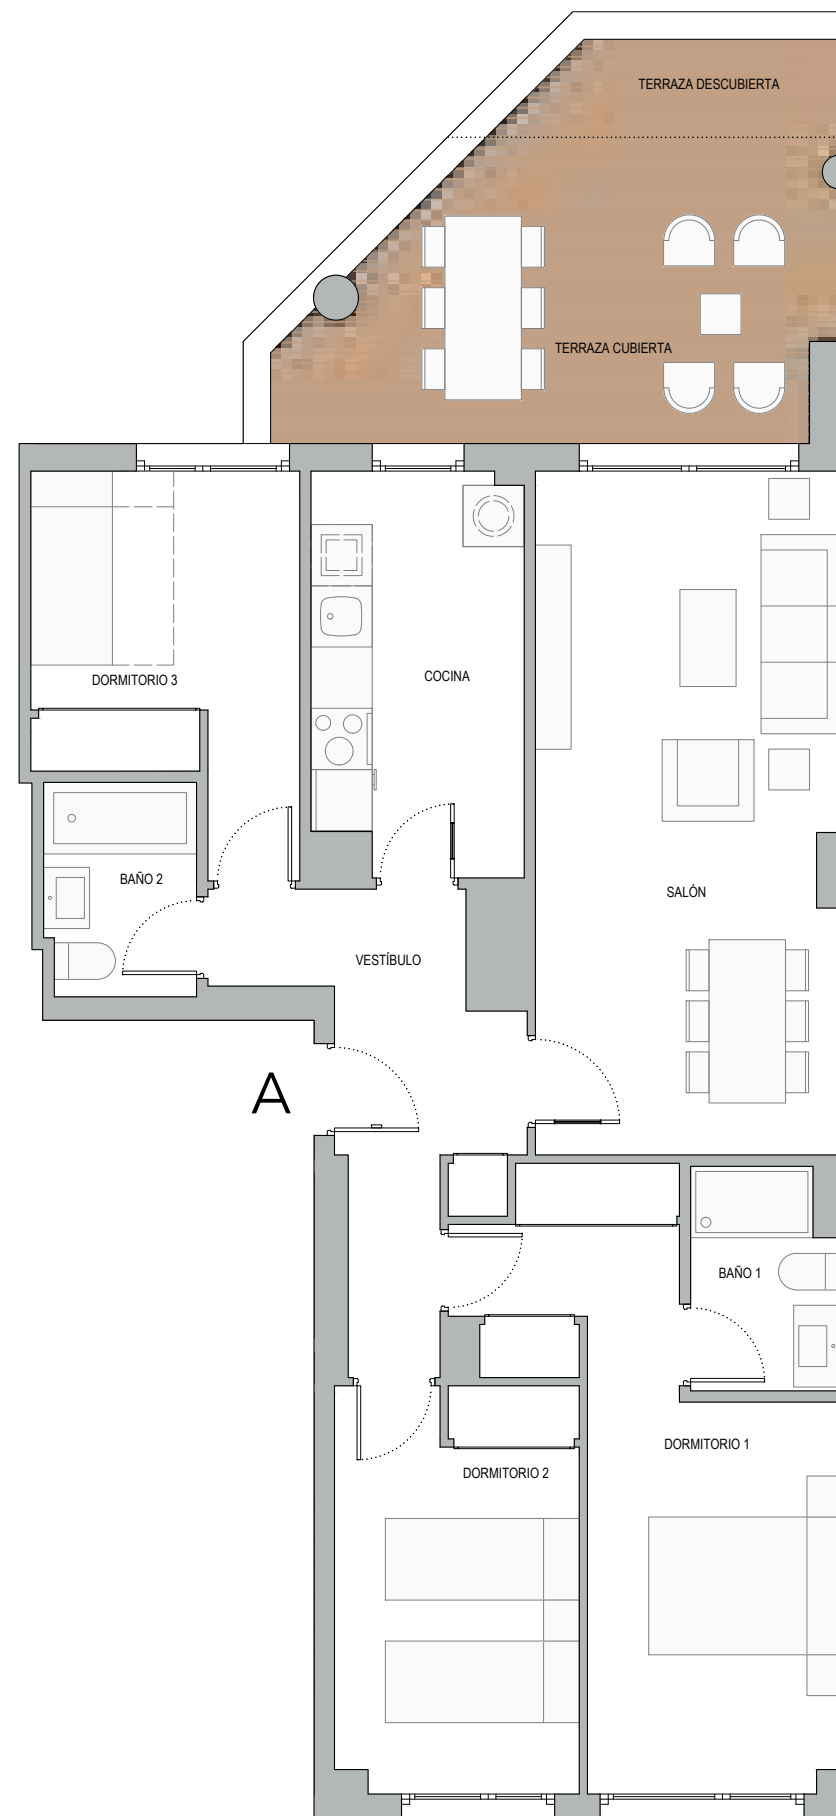 TERRAZA DESCUBIERTA
TERRAZA CUBIERTA
DORMITORIO 3
COCINA
BAÑO 2
SALÓN
VESTÍBULO
A
BAÑO 1
DORMITORIO 1
DORMITORIO 2